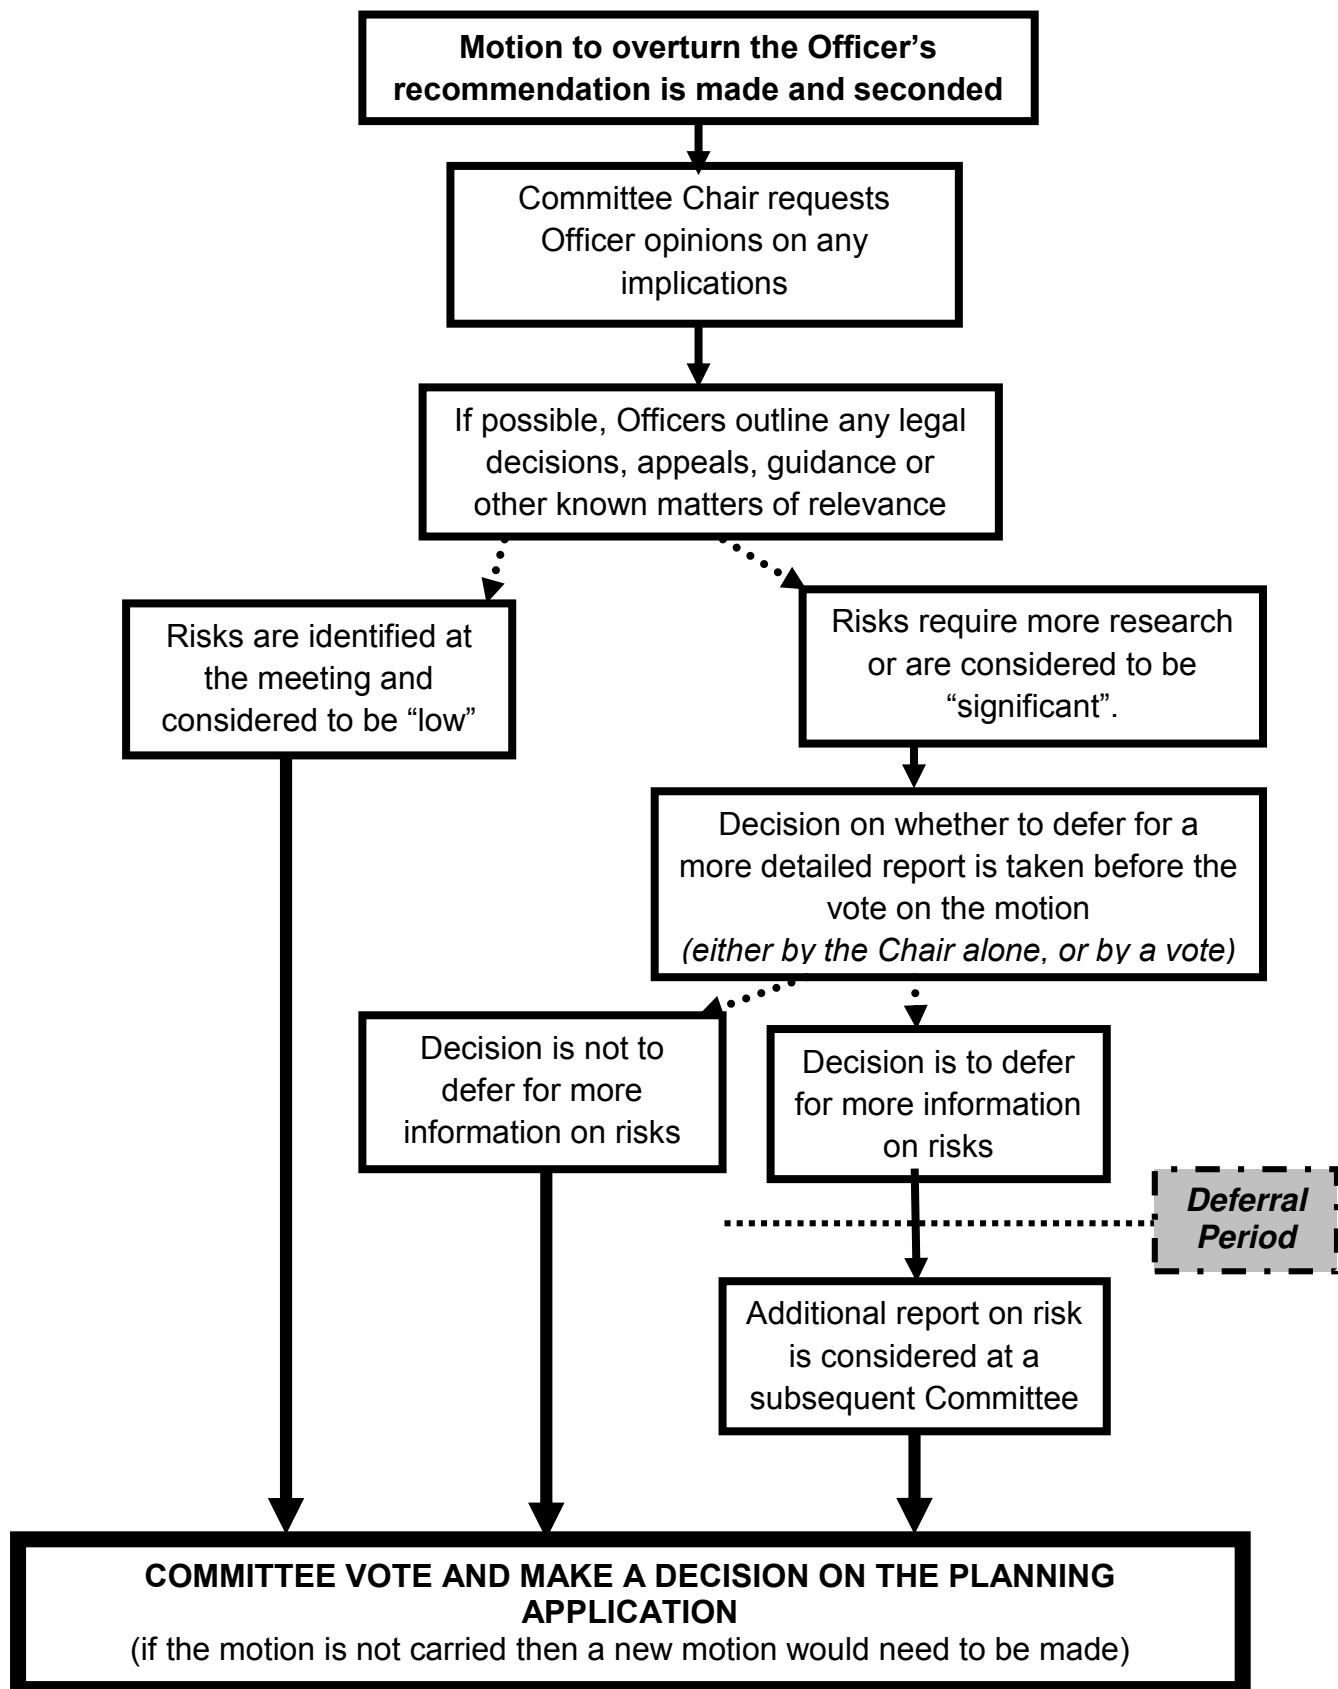 Motion to overturn the Officer’s
recommendation is made and seconded
Committee Chair requests
Officer opinions on any
implications
If possible, Officers outline any legal
decisions, appeals, guidance or
other known matters of relevance
Risks are identified at
the meeting and
considered to be “low”
Risks require more research
or are considered to be
“significant”.
Decision on whether to defer for a
more detailed report is taken before the
vote on the motion
(either by the Chair alone, or by a vote)
Decision is not to
defer for more
information on risks
Decision is to defer
for more information
on risks
Deferral
Period
Additional report on risk
is considered at a
subsequent Committee
COMMITTEE VOTE AND MAKE A DECISION ON THE PLANNING
APPLICATION
(if the motion is not carried then a new motion would need to be made)